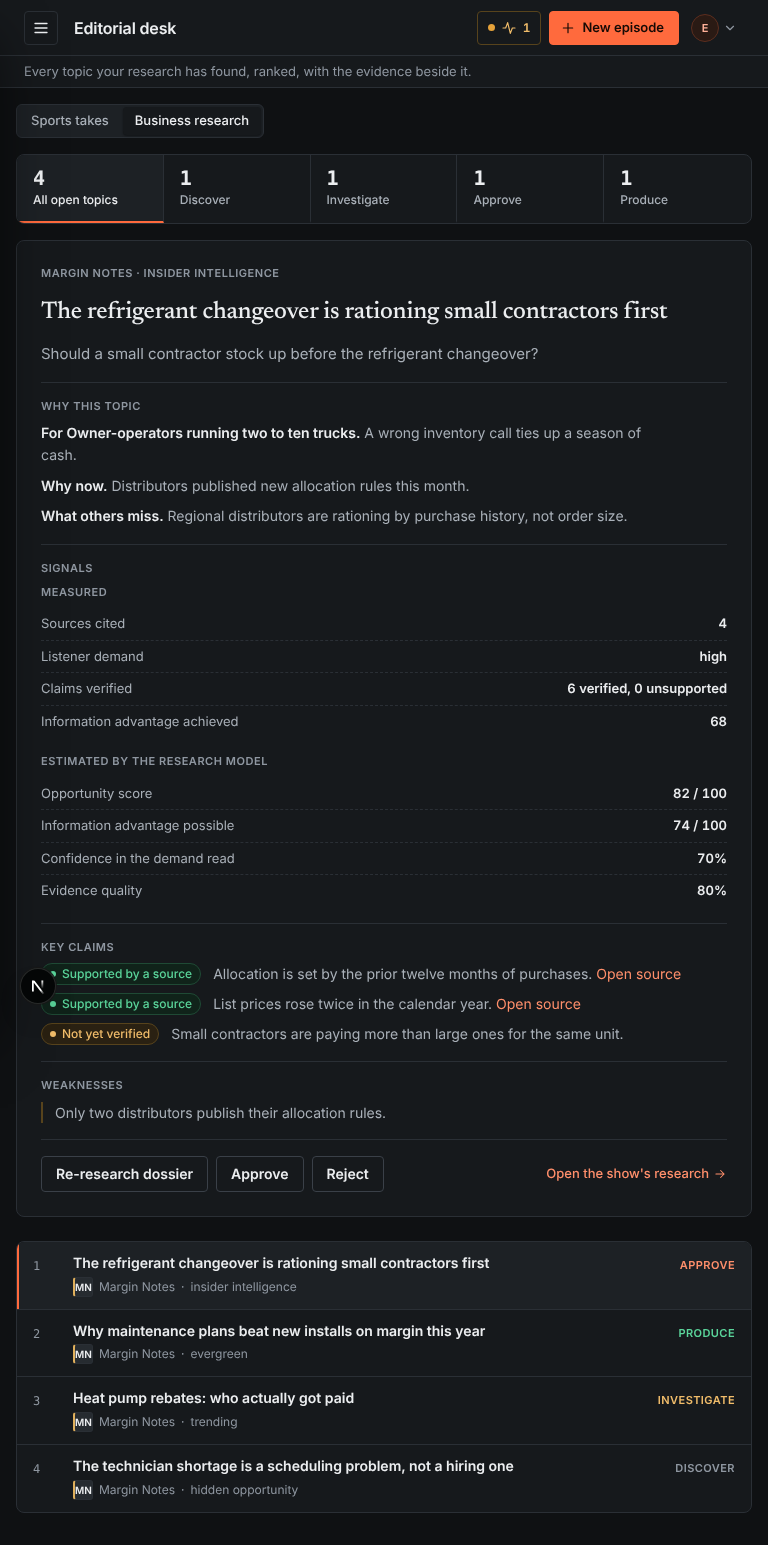 Editorial desk
1
New episode
E
Every topic your research has found, ranked, with the evidence beside it.
Sports takes
Business research
4
All open topics
1
Discover
1
Investigate
1
Approve
1
Produce
MARGIN NOTES · INSIDER INTELLIGENCE
The refrigerant changeover is rationing small contractors first
Should a small contractor stock up before the refrigerant changeover?
WHY THIS TOPIC
For Owner-operators running two to ten trucks. A wrong inventory call ties up a season of
cash.
Why now. Distributors published new allocation rules this month.
What others miss. Regional distributors are rationing by purchase history, not order size.
SIGNALS
MEASURED
Sources cited 4
Listener demand high
Claims verified 6 verified, 0 unsupported
Information advantage achieved 68
ESTIMATED BY THE RESEARCH MODEL
Opportunity score 82 / 100
Information advantage possible 74 / 100
Confidence in the demand read 70%
Evidence quality 80%
KEY CLAIMS
Supported by a source Allocation is set by the prior twelve months of purchases. Open source
N
Supported by a source List prices rose twice in the calendar year. Open source
Not yet verified Small contractors are paying more than large ones for the same unit.
WEAKNESSES
Only two distributors publish their allocation rules.
Re-research dossier
Approve
Reject
Open the show's research →
1 The refrigerant changeover is rationing small contractors first APPROVE
MN Margin Notes · insider intelligence
2 Why maintenance plans beat new installs on margin this year PRODUCE
MN Margin Notes · evergreen
3 Heat pump rebates: who actually got paid INVESTIGATE
MN Margin Notes · trending
4 The technician shortage is a scheduling problem, not a hiring one DISCOVER
MN Margin Notes · hidden opportunity